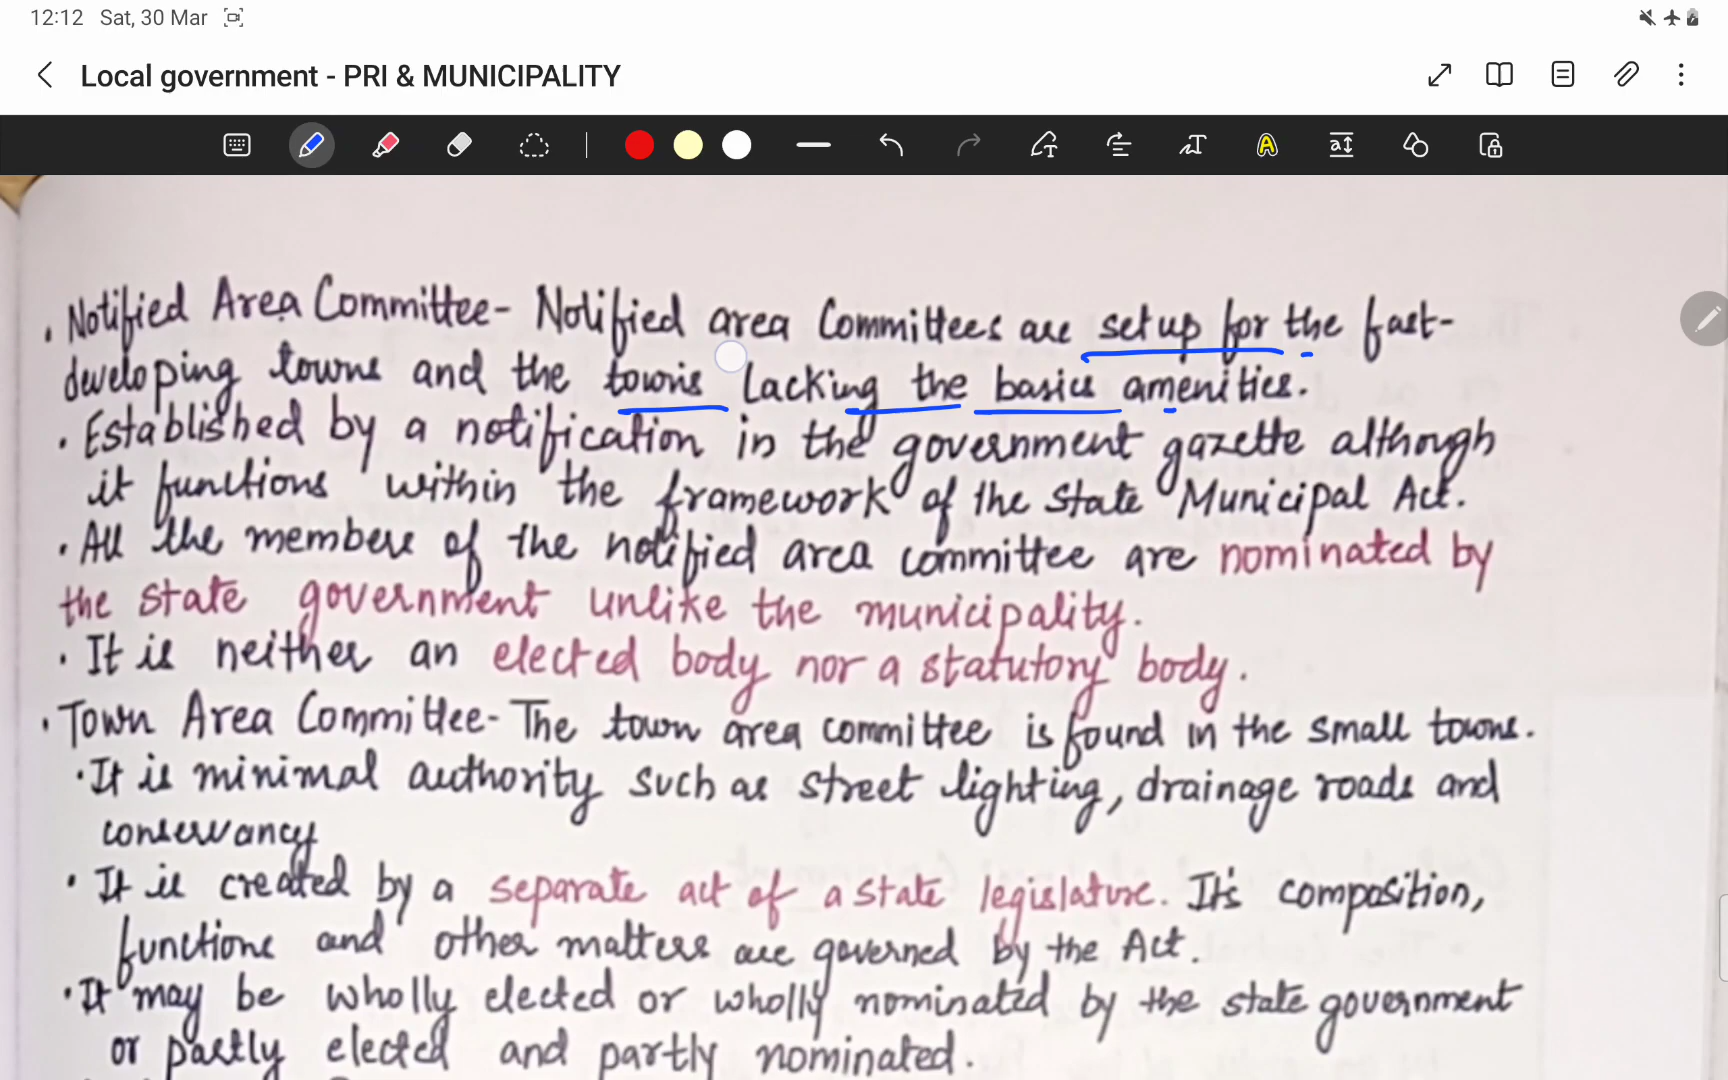 12:12 Sat, 30 Mar
Local government - PRI & MUNICIPALITY
. Notified Area Committee - Notified area Committees are setup for the fast-
developing towns and the towns lacking the basics amenities.
. Established by a notification in the government gazette although
it functions within the framework of the State Municipal Act.
. All the members of the notified area committee are nominated by
the state government unlike the municipality.
. It is neither an elected body nor a statutory body.
. Town Area Committee - The town area committee is found in the small towns.
. It is minimal authority such as street lighting, drainage roads and
conservancy
. It is created by a separate act of a state legislature. It's composition,
functions and other matters are governed by the Act.
. It may be wholly elected or wholly nominated by the state government
or partly elected and partly nominated.